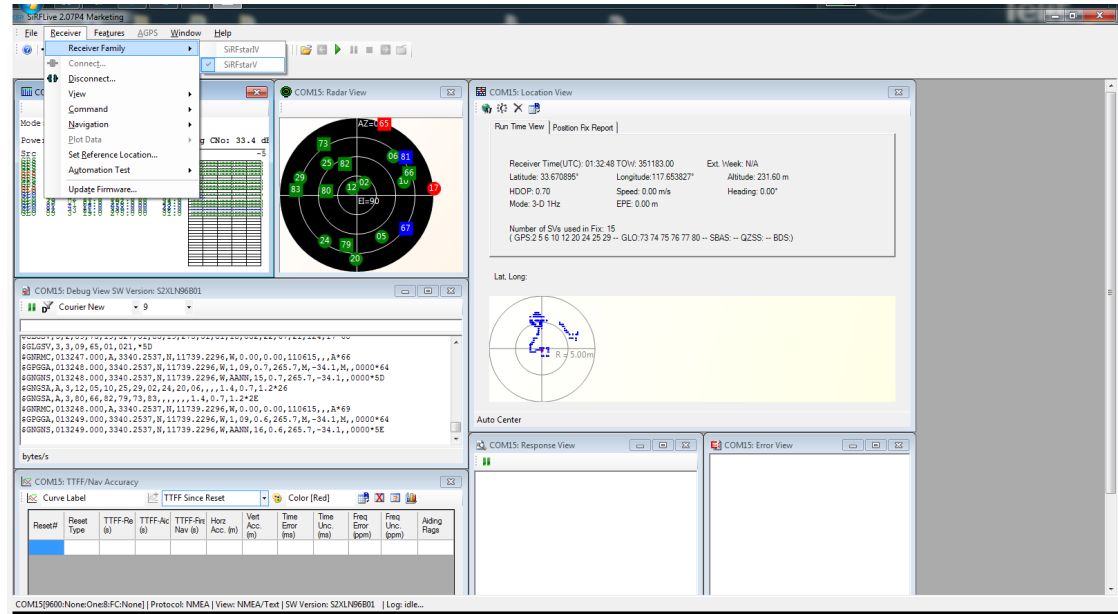 SiRFLive 2.07P4 Marketing
File Receiver Features AGPS Window Help
Receiver Family
SiRFstarIV
SiRFstarV
Connect...
Disconnect...
View
Command
Navigation
Plot Data
Set Reference Location...
Automation Test
Update Firmware...
Mode
Power
Src
g CNo: 33.4 dB
-5
COM15: Radar View
AZ=0
65
73
25
82
06
81
66
10
29
83
80
12
02
17
El=90
67
24
79
05
20
COM15: Location View
Run Time View
Position Fix Report
Receiver Time(UTC): 01:32:48 TOW: 351183.00 Ext. Week: N/A
Latitude: 33.670895° Longitude:117.653827° Altitude: 231.60 m
HDOP: 0.70 Speed: 0.00 m/s Heading: 0.00°
Mode: 3-D 1Hz EPE: 0.00 m
Number of SVs used in Fix: 15
( GPS:2 5 6 10 12 20 24 25 29 -- GLO:73 74 75 76 77 80 -- SBAS: -- QZSS: -- BDS:)
Lat, Long:
R = 5.00m
Auto Center
COM15: Debug View SW Version: S2XLN96B01
Courier New 9
$GLGSV,3,3,09,65,01,021,*5D
$GNRMC,013247.000,A,3340.2537,N,11739.2296,W,0.00,0.00,110615,,,A*66
$GPGGA,013248.000,3340.2537,N,11739.2296,W,1,09,0.7,265.7,M,-34.1,M,,0000*64
$GNGNS,013248.000,3340.2537,N,11739.2296,W,AANN,15,0.7,265.7,-34.1,,0000*5D
$GNGSA,A,3,12,05,10,25,29,02,24,20,06,,,,1.4,0.7,1.2*26
$GNGSA,A,3,80,66,82,79,73,83,,,,,,,1.4,0.7,1.2*2E
$GNRMC,013248.000,A,3340.2537,N,11739.2296,W,0.00,0.00,110615,,,A*69
$GPGGA,013249.000,3340.2537,N,11739.2296,W,1,09,0.6,265.7,M,-34.1,M,,0000*64
$GNGNS,013249.000,3340.2537,N,11739.2296,W,AANN,16,0.6,265.7,-34.1,,0000*5E
bytes/s
COM15: TTFF/Nav Accuracy
Curve Label TTFF Since Reset Color [Red]
Reset# Reset Type TTFF-Re (s) TTFF-Aic (s) TTFF-Firs Nav (s) Horz Acc. (m) Vert Acc. (m) Time Error (ms) Time Unc. (ms) Freq Error (ppm) Freq Unc. (ppm) Aiding Flags
COM15: Response View
COM15: Error View
COM15[9600:None:One:8:FC:None] | Protocol: NMEA | View: NMEA/Text | SW Version: S2XLN96B01 | Log: idle...